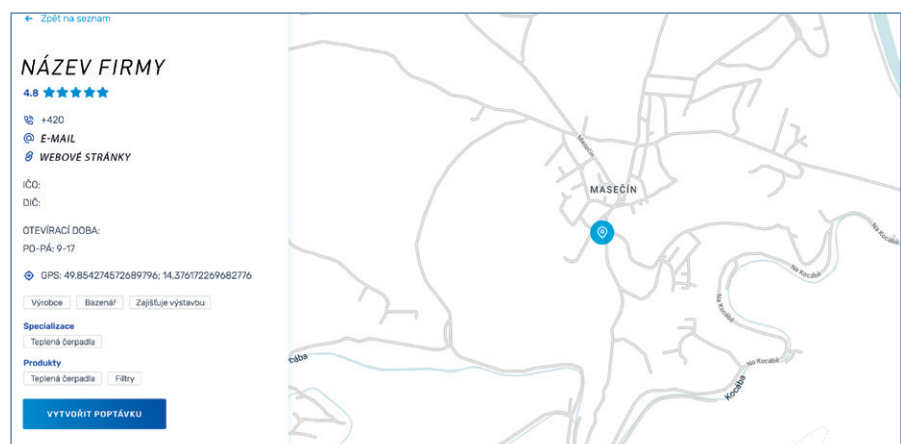 ← Zpět na seznam
NÁZEV FIRMY
4.8
+420
E-MAIL
WEBOVÉ STRÁNKY
IČO:
DIČ:
OTEVÍRACÍ DOBA:
PO-PÁ: 9-17
GPS: 49.854274572689796; 14.376172269682776
Výrobce Bazenář Zajišťuje výstavbu
Specializace
Teplená čerpadla
Produkty
Teplená čerpadla Filtry
VYTVOŘIT POPTÁVKU
Masečín
MASEČÍN
Na Kocábě
Na Kocábě
Na Kocábě
Na Kocábě
Kocába
cába